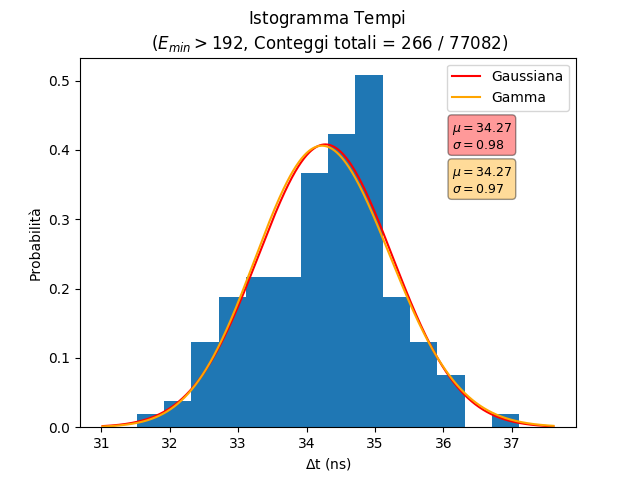 Istogramma Tempi
(E_min > 192, Conteggi totali = 266 / 77082)
Gaussiana
Gamma
μ = 34.27
σ = 0.98
μ = 34.27
σ = 0.97
Probabilità
0.5
0.4
0.3
0.2
0.1
0.0
31 32 33 34 35 36 37
Δt (ns)